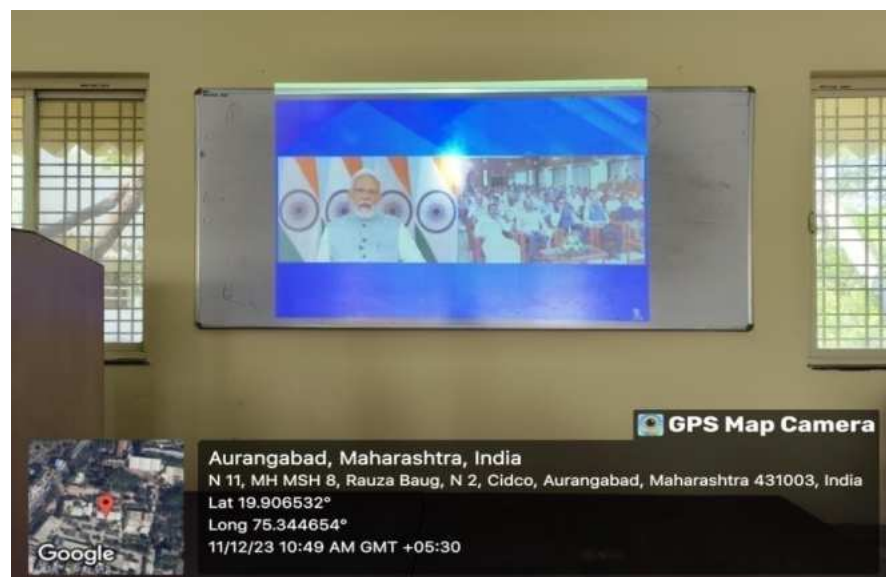 GPS Map Camera
Aurangabad, Maharashtra, India
N 11, MH MSH 8, Rauza Baug, N 2, Cidco, Aurangabad, Maharashtra 431003, India
Lat 19.906532°
Long 75.344654°
11/12/23 10:49 AM GMT +05:30
Google